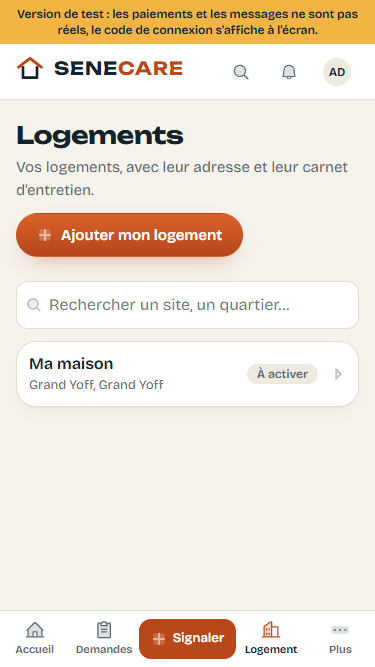 Version de test : les paiements et les messages ne sont pas
réels, le code de connexion s'affiche à l'écran.
SENECARE
AD
Logements
Vos logements, avec leur adresse et leur carnet
d'entretien.
Ajouter mon logement
Rechercher un site, un quartier...
Ma maison
Grand Yoff, Grand Yoff
À activer
Accueil
Demandes
Signaler
Logement
Plus